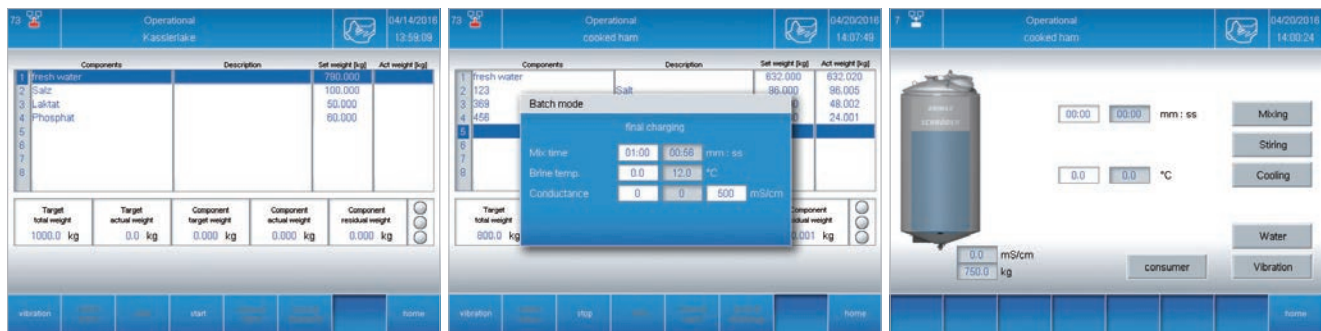 73 Operational 04/14/2016
Kasslerlake 13:59:09
Components Description Set weight [kg] Act weight [kg]
1 fresh water 790.000
2 Salz 100.000
3 Laktat 50.000
4 Phosphat 60.000
5
6
7
8
Target total weight Target actual weight Component target weight Component actual weight Component residual weight
1000.0 kg 0.0 kg 0.000 kg 0.000 kg 0.000 kg
vibration start home
73 Operational 04/20/2016
cooked ham 14:07:49
Components Description Set weight [kg] Act weight [kg]
1 fresh water 632.000 632.020
2 123 Salt 96.000 96.005
3 369 48.002
4 456 24.001
5
6
7
8
Batch mode
final charging
Mix time 01:00 00:56 mm : ss
Brine temp. 0.0 12.0 °C
Conductance 0 0 500 mS/cm
Target total weight
800.0 kg kg
vibration stop home
7 Operational 04/20/2016
cooked ham 14:00:24
00:00 00:00 mm : ss Mixing
Stiring
0.0 0.0 °C Cooling
Water
0.0 mS/cm
750.0 kg consumer Vibration
home